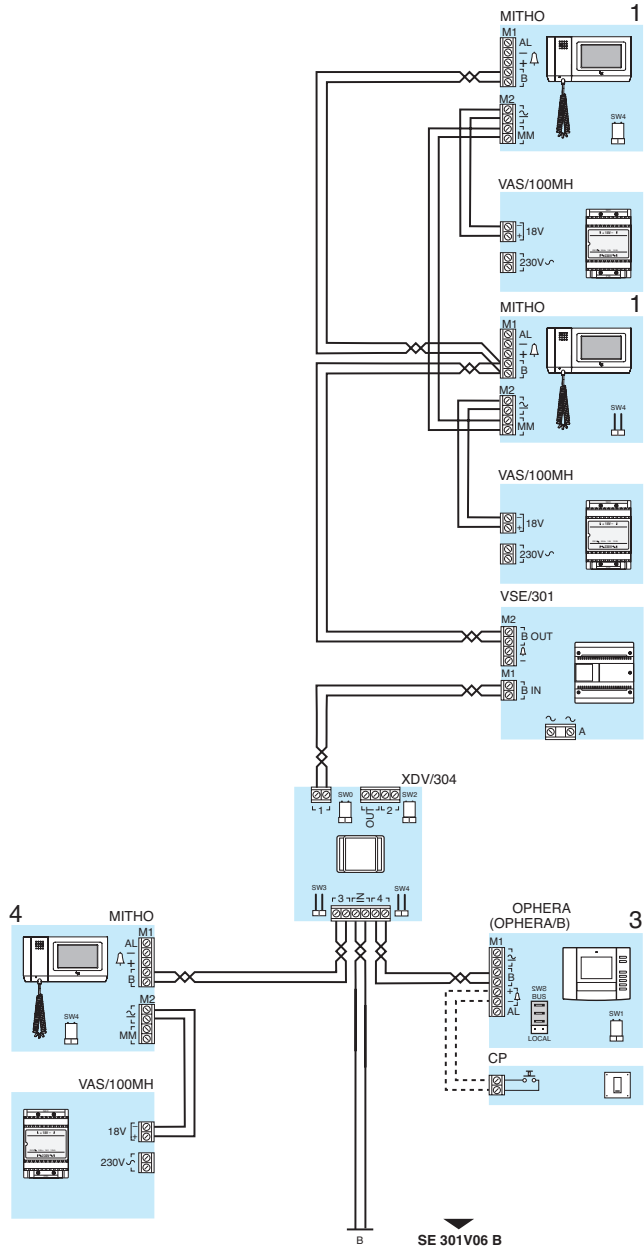 MITHO 1
M1
AL
−
+
B
M2
MM
SW4
VAS/100MH
−
+
18V
230V~
MITHO 1
M1
AL
−
+
B
M2
MM
SW4
VAS/100MH
−
+
18V
230V~
VSE/301
M2
B OUT
−
M1
B IN
A
XDV/304
SW0
SW2
1
OUT
2
SW3
SW4
3
IN
4
4 MITHO
M1
AL
−
+
B
M2
MM
SW4
VAS/100MH
−
+
18V
230V~
OPHERA
(OPHERA/B) 3
M1
B
+
−
AL
SW2
BUS
LOCAL
SW1
CP
B
SE 301V06 B